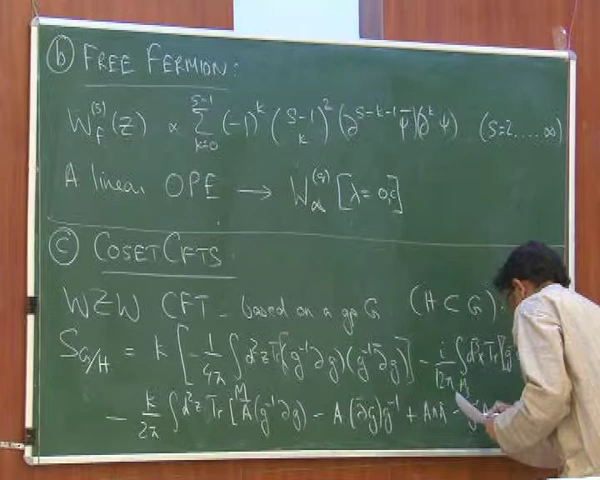 ⓑ FREE FERMION:
W_f^(s)(z) ∝ Σ_{k=0}^{s-1} (-1)^k (s-1 k)^2 (∂^{s-k-1} ψ̄)(∂^k ψ) (s=2.....∞)
A linear OPE → W_∞ [λ=0,c]
ⓒ COSET CFTS
WZW CFT - based on a gp G (H ⊂ G).
S_{G/H} = k [-1/4π ∫ d²z Tr(g⁻¹∂g)(g⁻¹∂̄g)] - i/12π ∫_M d³x Tr[g
- k/2π ∫_M d²z Tr[Ā(g⁻¹∂g) - A(∂̄g)g⁻¹ + AĀ -